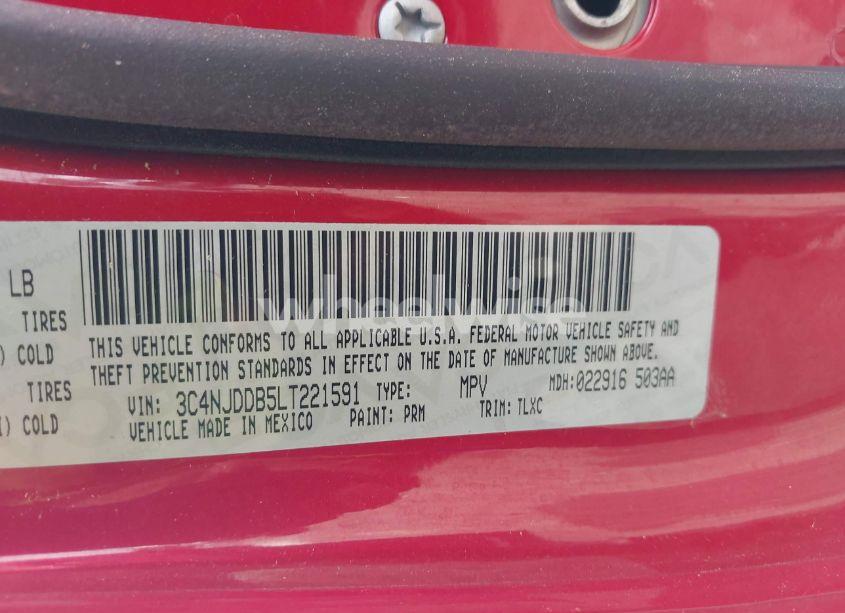 LB
TIRES
) COLD
TIRES
) COLD
wheelwise
THIS VEHICLE CONFORMS TO ALL APPLICABLE U.S.A. FEDERAL MOTOR VEHICLE SAFETY AND
THEFT PREVENTION STANDARDS IN EFFECT ON THE DATE OF MANUFACTURE SHOWN ABOVE.
VIN: 3C4NJDDB5LT221591 TYPE: MPV MDH:022916 503AA
VEHICLE MADE IN MEXICO PAINT: PRM TRIM: TLXC